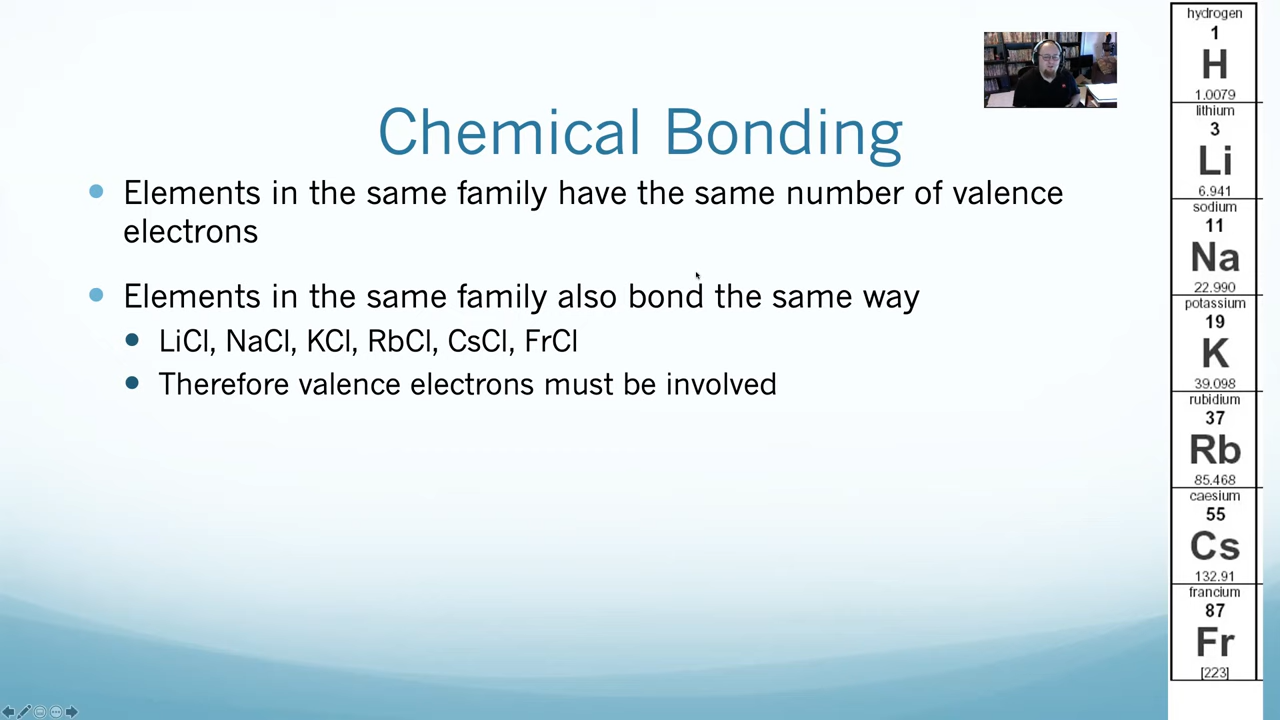 Chemical Bonding
Elements in the same family have the same number of valence
electrons
Elements in the same family also bond the same way
LiCl, NaCl, KCl, RbCl, CsCl, FrCl
Therefore valence electrons must be involved
hydrogen
1
H
1.0079
lithium
3
Li
6.941
sodium
11
Na
22.990
potassium
19
K
39.098
rubidium
37
Rb
85.468
caesium
55
Cs
132.91
francium
87
Fr
[223]